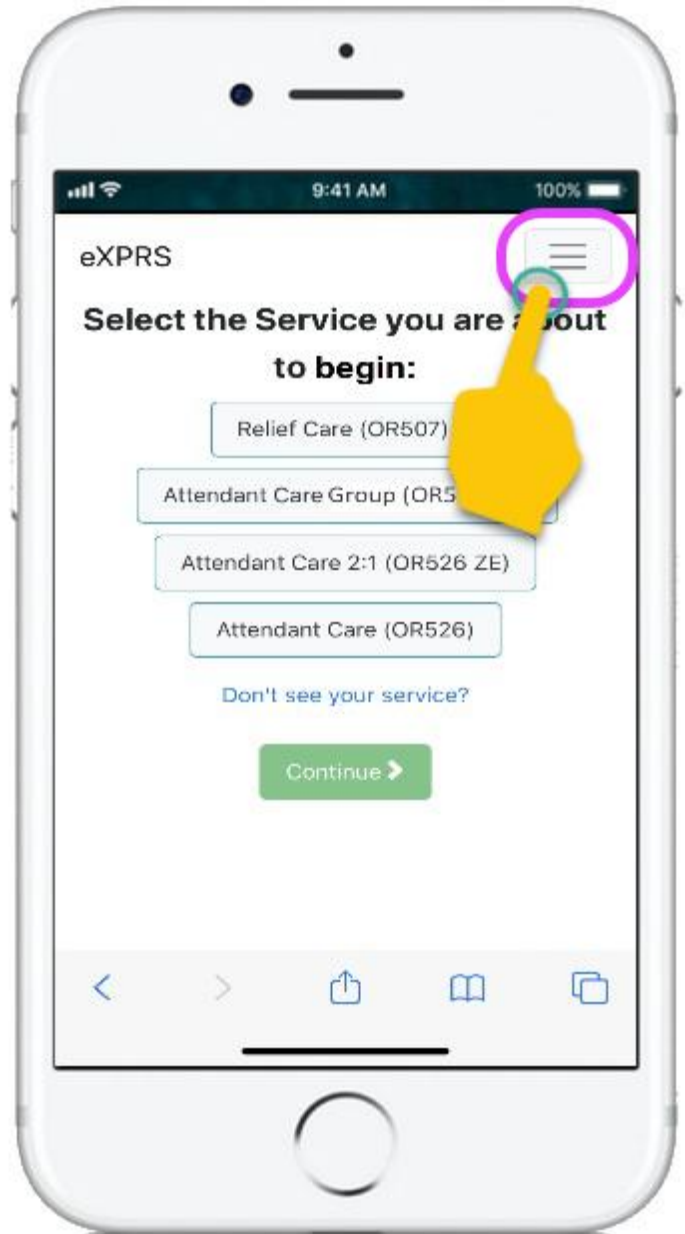 9:41 AM 100%
eXPRS
Select the Service you are about
to begin:
Relief Care (OR507)
Attendant Care Group (OR5
Attendant Care 2:1 (OR526 ZE)
Attendant Care (OR526)
Don't see your service?
Continue